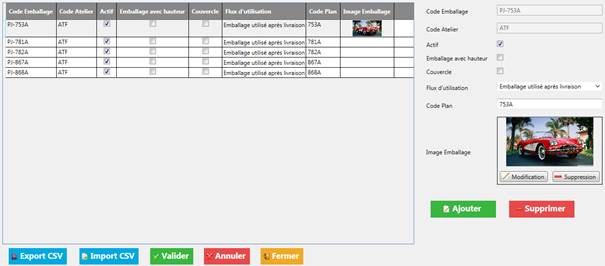 Code Emballage Code Atelier Actif Emballage avec hauteur Couvercle Flux d'utilisation Code Plan Image Emballage
PJ-753A ATF Emballage utilisé après livraison 753A
PJ-781A ATF Emballage utilisé après livraison 781A
PJ-782A ATF Emballage utilisé après livraison 782A
PJ-867A ATF Emballage utilisé après livraison 867A
PJ-868A ATF Emballage utilisé après livraison 868A
Code Emballage PJ-753A
Code Atelier ATF
Actif
Emballage avec hauteur
Couvercle
Flux d'utilisation Emballage utilisé après livraison
Code Plan 753A
Image Emballage
Modification Suppression
Ajouter Supprimer
Export CSV Import CSV Valider Annuler Fermer